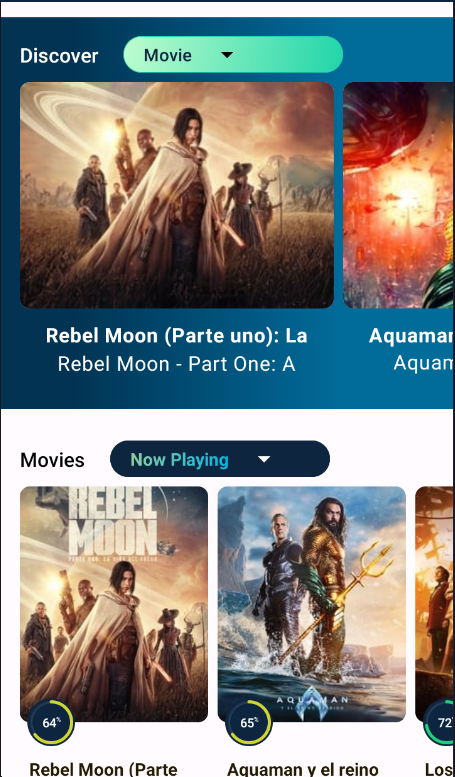 Discover
Movie
Rebel Moon (Parte uno): La
Aquaman
Rebel Moon - Part One: A
Aquam
Movies
Now Playing
REBEL
MOON
PARTE UNO: LA NIÑA DEL FUEGO
AQUAMAN
Y EL REINO PERDIDO
64%
65%
72%
Rebel Moon (Parte
Aquaman y el reino
Los